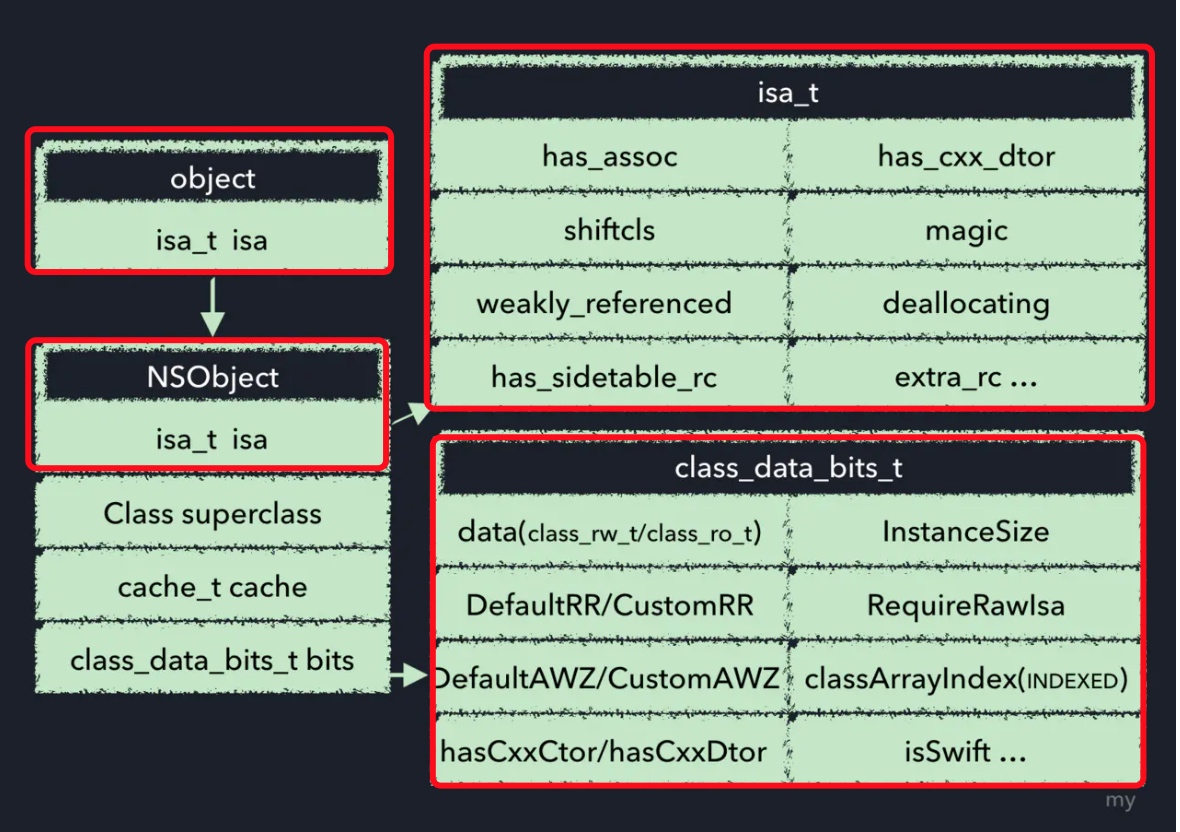 object
isa_t isa
NSObject
isa_t isa
Class superclass
cache_t cache
class_data_bits_t bits
isa_t
has_assoc has_cxx_dtor
shiftcls magic
weakly_referenced deallocating
has_sidetable_rc extra_rc ...
class_data_bits_t
data(class_rw_t/class_ro_t) InstanceSize
DefaultRR/CustomRR RequireRawIsa
DefaultAWZ/CustomAWZ classArrayIndex(INDEXED)
hasCxxCtor/hasCxxDtor isSwift ...
my